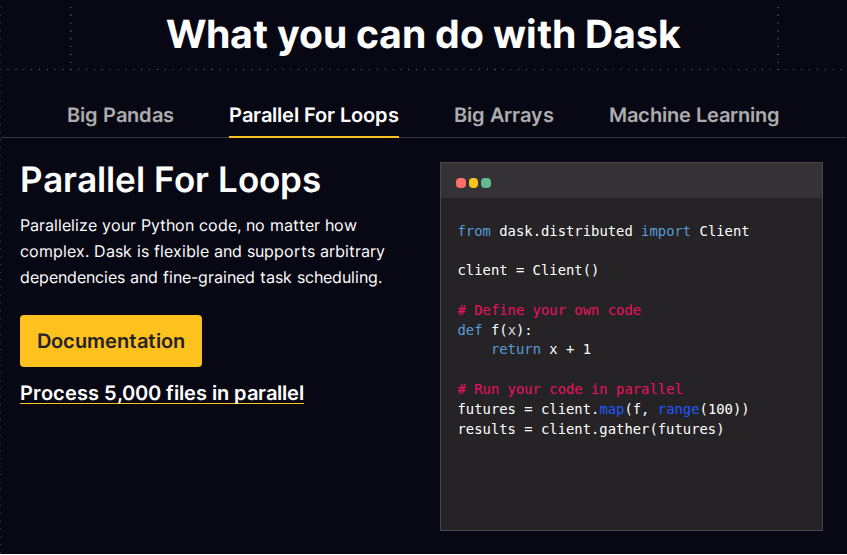 What you can do with Dask
Big Pandas Parallel For Loops Big Arrays Machine Learning
Parallel For Loops
Parallelize your Python code, no matter how
complex. Dask is flexible and supports arbitrary
dependencies and fine-grained task scheduling.
Documentation
Process 5,000 files in parallel
from dask.distributed import Client
client = Client()
# Define your own code
def f(x):
    return x + 1
# Run your code in parallel
futures = client.map(f, range(100))
results = client.gather(futures)